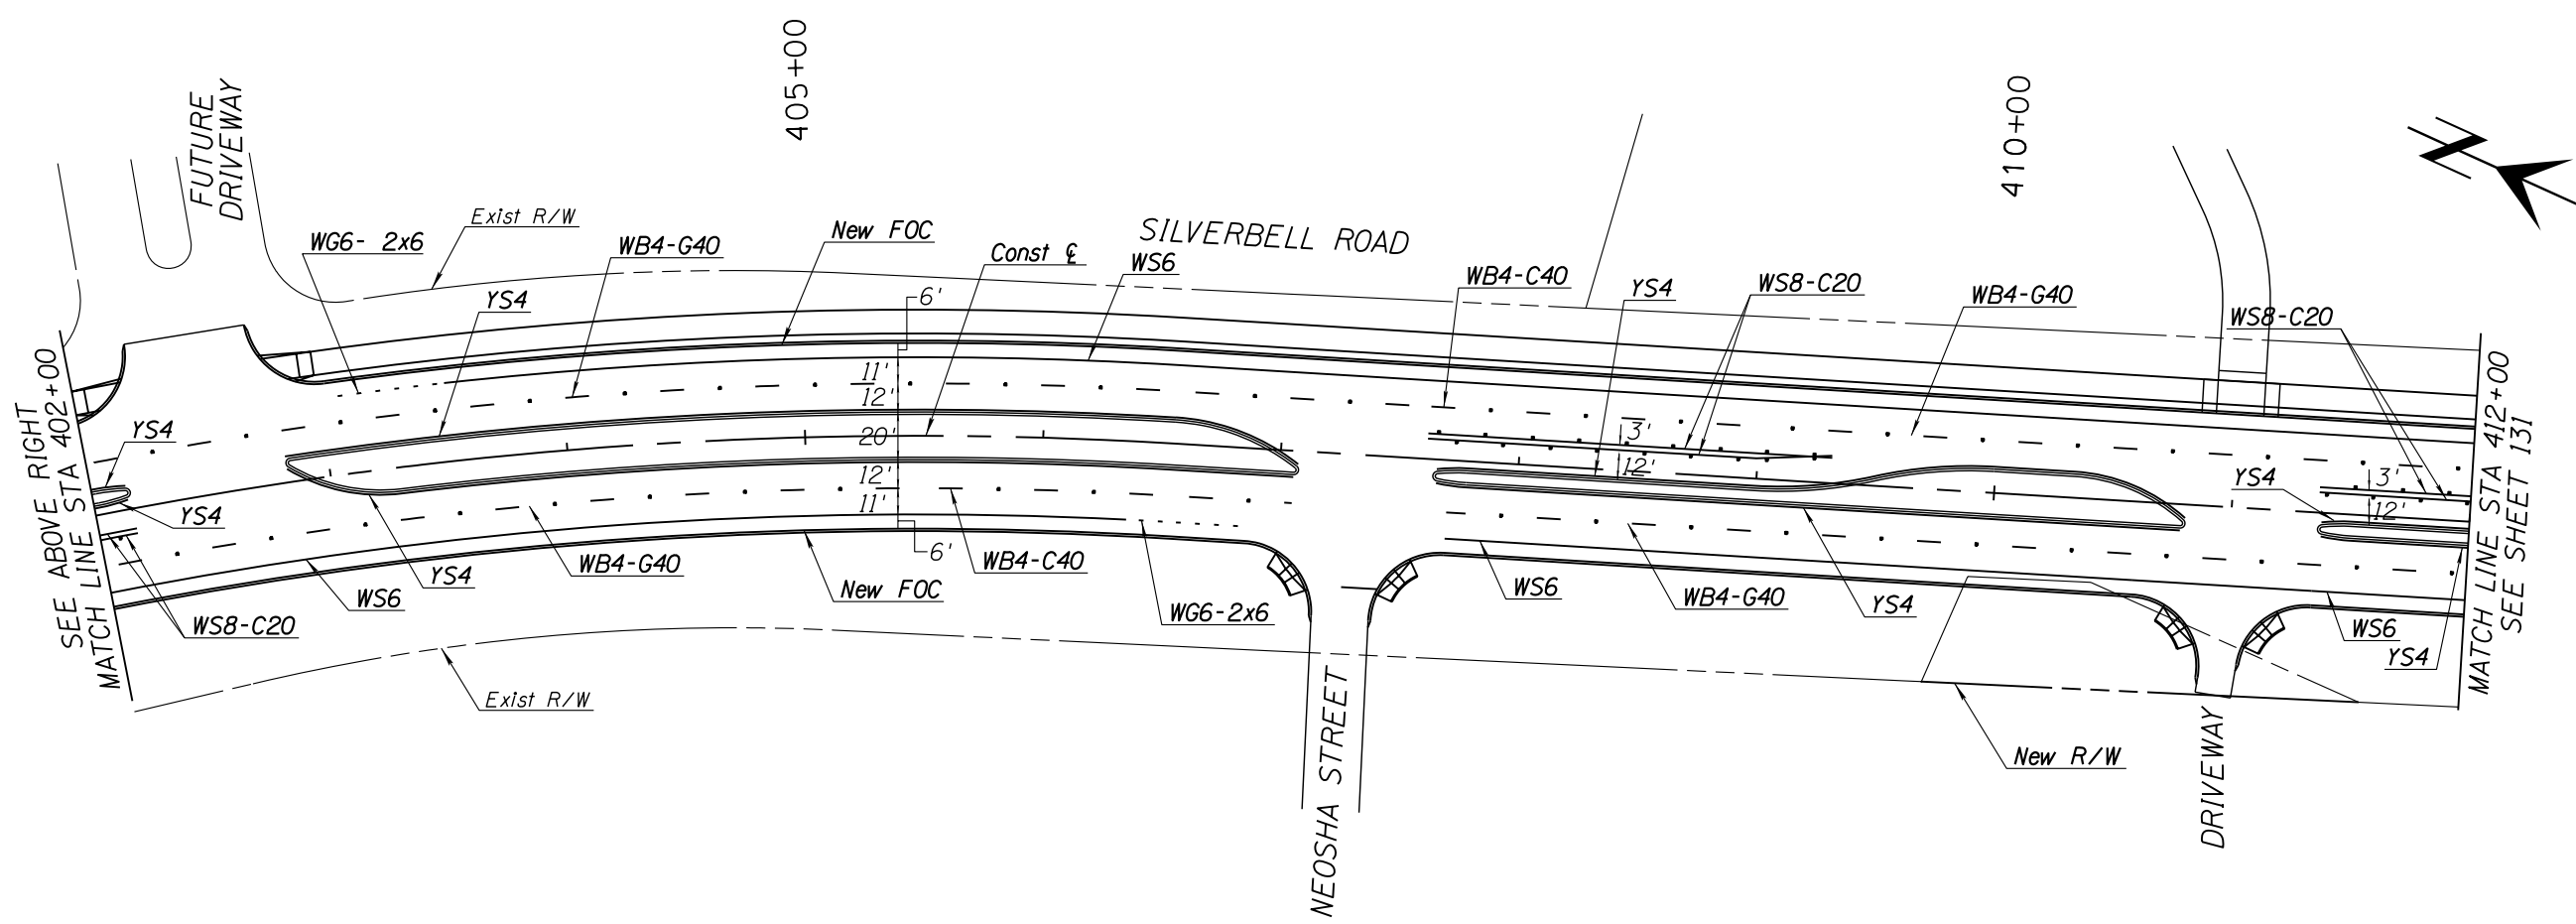 405+00
410+00
FUTURE
DRIVEWAY
Exist R/W
SILVERBELL ROAD
WG6- 2x6
WB4-G40
New FOC
Const ℄
WS6
WB4-C40
YS4
WS8-C20
WB4-G40
WS8-C20
YS4
6'
11'
12'
20'
12'
11'
6'
3'
12'
3'
12'
SEE ABOVE RIGHT
MATCH LINE STA 402+00
YS4
YS4
WS8-C20
WS6
YS4
WB4-G40
New FOC
WB4-C40
WG6-2x6
WS6
WB4-G40
YS4
YS4
WS6
YS4
MATCH LINE STA 412+00
SEE SHEET 131
Exist R/W
NEOSHA STREET
New R/W
DRIVEWAY
N